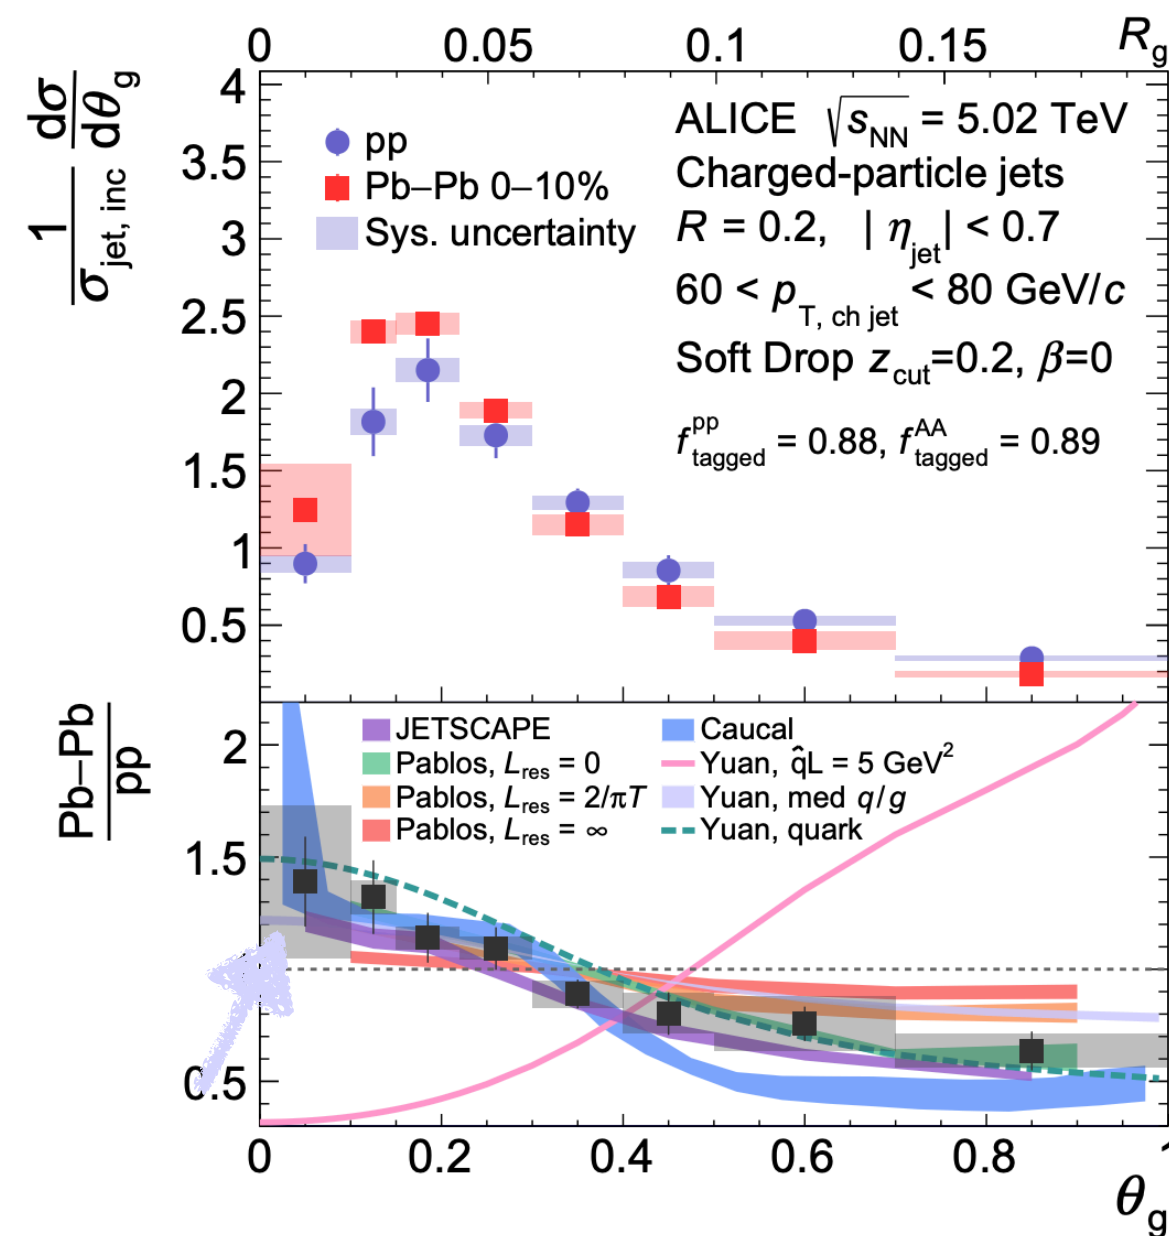 0 0.05 0.1 0.15 R_g
1/σ_jet, inc dσ/dθ_g
4
3.5
3
2.5
2
1.5
1
0.5
pp
Pb–Pb 0–10%
Sys. uncertainty
ALICE √s_NN = 5.02 TeV
Charged-particle jets
R = 0.2, | η_jet| < 0.7
60 < p_T, ch jet < 80 GeV/c
Soft Drop z_cut=0.2, β=0
f^pp_tagged = 0.88, f^AA_tagged = 0.89
Pb–Pb/pp
2
1.5
0.5
JETSCAPE
Pablos, L_res = 0
Pablos, L_res = 2/πT
Pablos, L_res = ∞
Caucal
Yuan, q̂L = 5 GeV²
Yuan, med q/g
Yuan, quark
0 0.2 0.4 0.6 0.8 1
θ_g